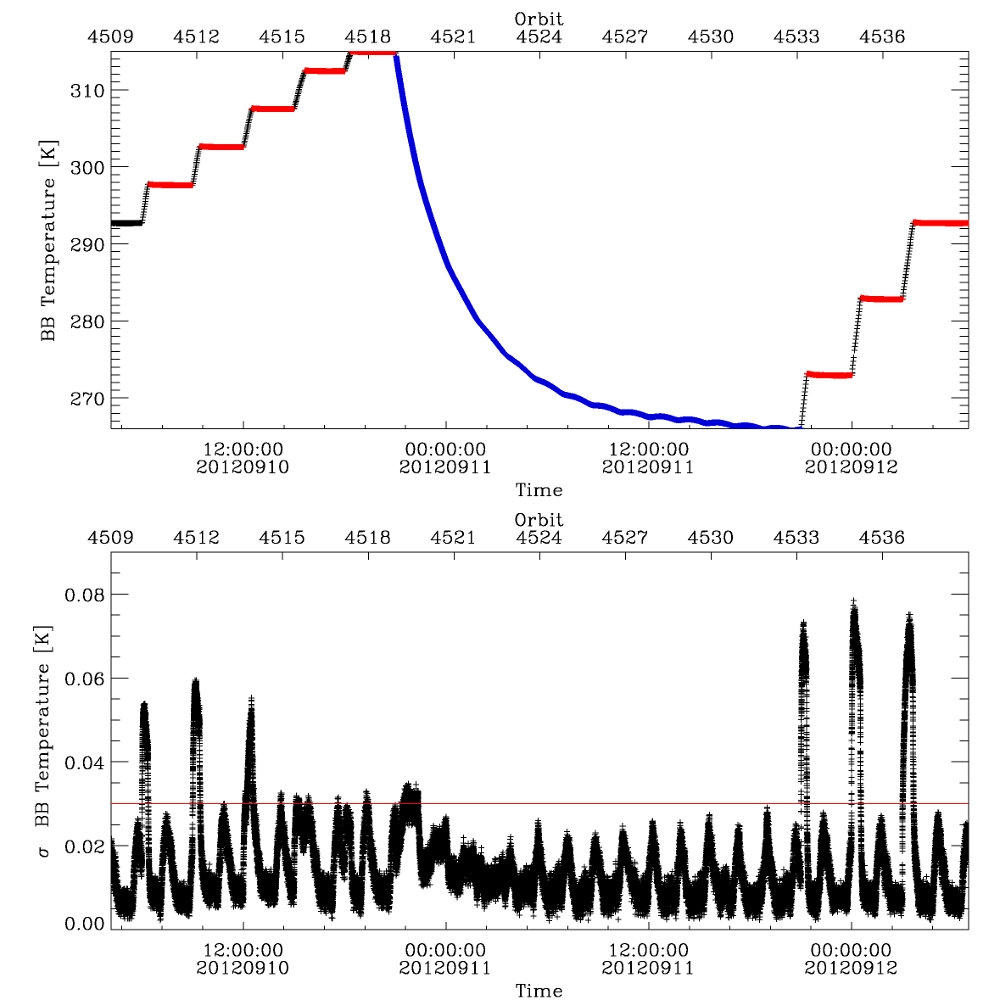 Orbit
4509 4512 4515 4518 4521 4524 4527 4530 4533 4536
BB Temperature [K]
310
300
290
280
270
12:00:00 00:00:00 12:00:00 00:00:00
20120910 20120911 20120911 20120912
Time
Orbit
4509 4512 4515 4518 4521 4524 4527 4530 4533 4536
σ BB Temperature [K]
0.08
0.06
0.04
0.02
0.00
12:00:00 00:00:00 12:00:00 00:00:00
20120910 20120911 20120911 20120912
Time